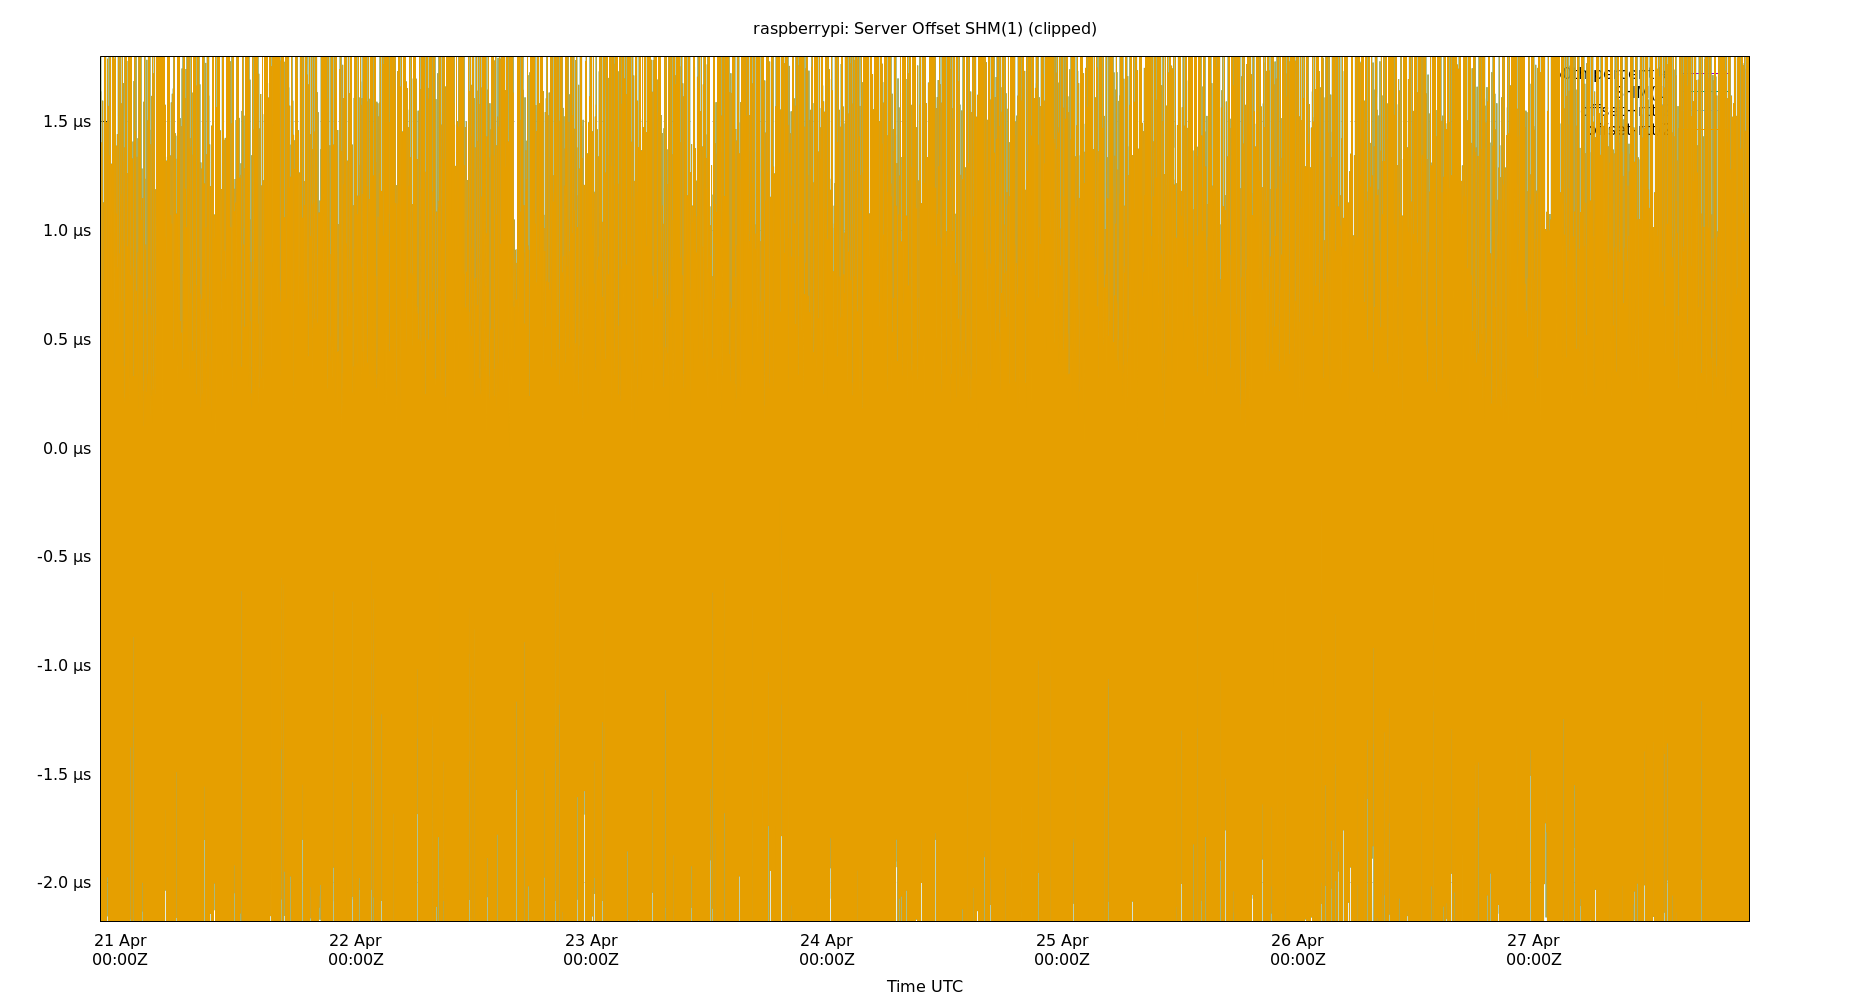 raspberrypi: Server Offset SHM(1) (clipped)
1.5 µs
1.0 µs
0.5 µs
0.0 µs
-0.5 µs
-1.0 µs
-1.5 µs
-2.0 µs
21 Apr
00:00Z
22 Apr
00:00Z
23 Apr
00:00Z
24 Apr
00:00Z
25 Apr
00:00Z
26 Apr
00:00Z
27 Apr
00:00Z
Time UTC